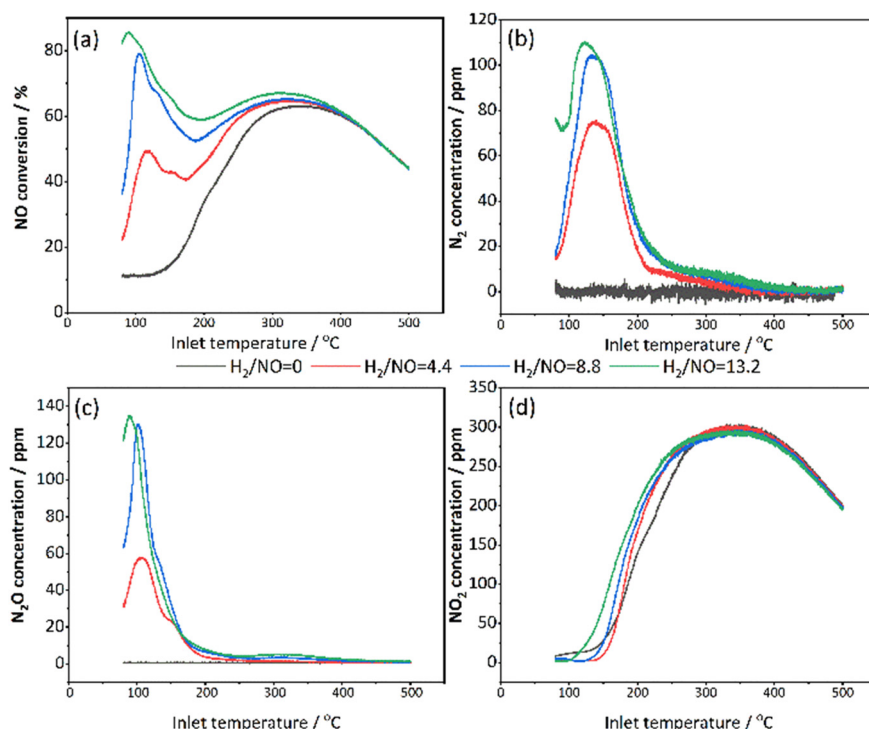 (a)
NO conversion / %
80
60
40
20
0
0 100 200 300 400 500
Inlet temperature / °C
(b)
N₂ concentration / ppm
120
100
80
60
40
20
0
0 100 200 300 400 500
Inlet temperature / °C
H₂/NO=0 H₂/NO=4.4 H₂/NO=8.8 H₂/NO=13.2
(c)
N₂O concentration / ppm
140
120
100
80
60
40
20
0
0 100 200 300 400 500
Inlet temperature / °C
(d)
NO₂ concentration / ppm
350
300
250
200
150
100
50
0
0 100 200 300 400 500
Inlet temperature / °C